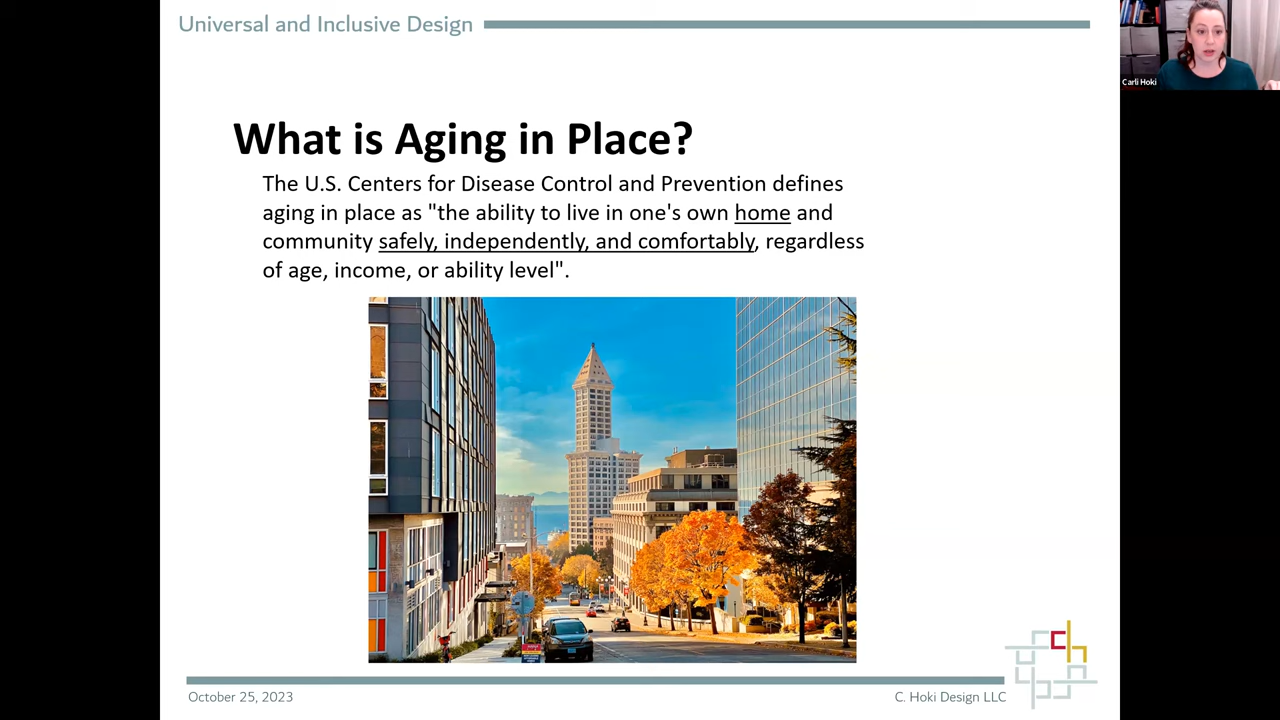 Universal and Inclusive Design
Carli Hoki
What is Aging in Place?
The U.S. Centers for Disease Control and Prevention defines
aging in place as "the ability to live in one's own home and
community safely, independently, and comfortably, regardless
of age, income, or ability level".
October 25, 2023
C. Hoki Design LLC
ch